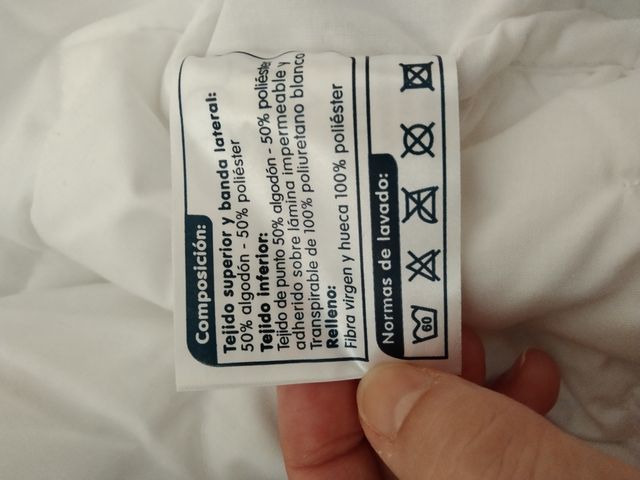 Composición:
Tejido superior y banda lateral:
50% algodón - 50% poliéster
Tejido inferior:
Tejido de punto 50% algodón - 50% poliéster
adherido sobre lámina impermeable y
Transpirable de 100% poliuretano blanco
Relleno:
Fibra virgen y hueca 100% poliéster
Normas de lavado:
60